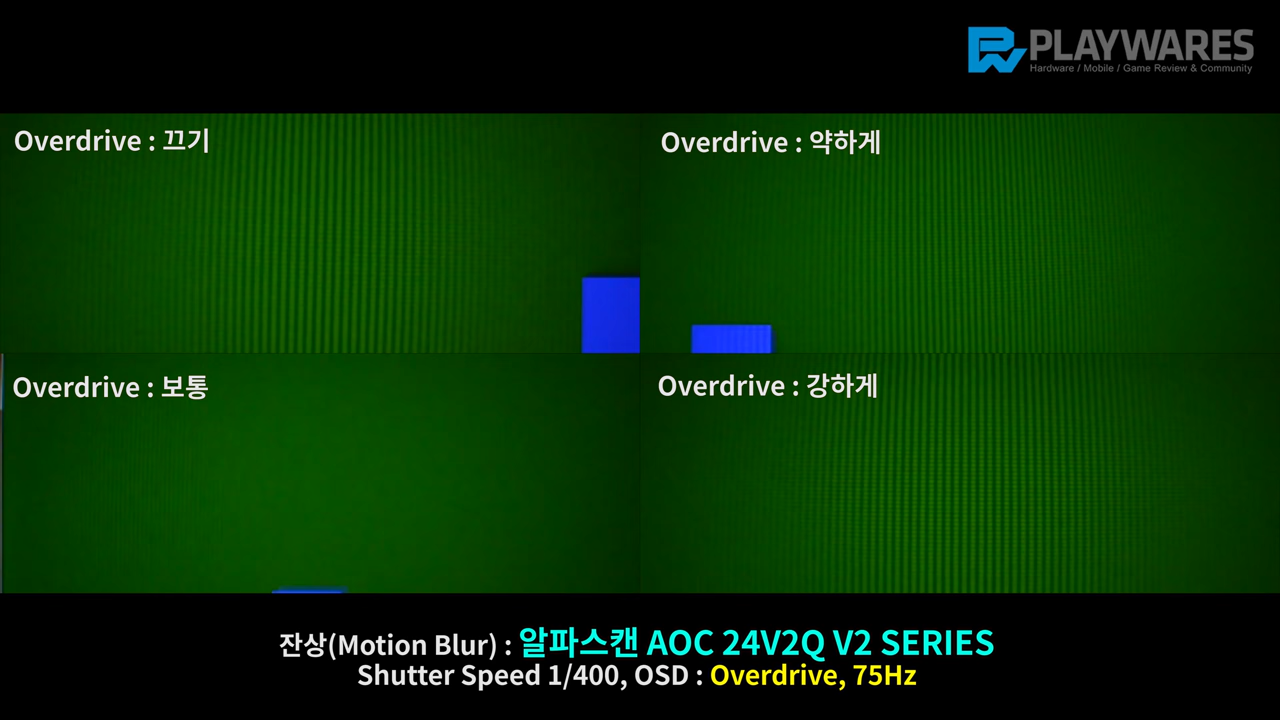 PLAYWARES
Hardware / Mobile / Game Review & Community
Overdrive : 끄기
Overdrive : 약하게
Overdrive : 보통
Overdrive : 강하게
잔상(Motion Blur) : 알파스캔 AOC 24V2Q V2 SERIES
Shutter Speed 1/400, OSD : Overdrive, 75Hz